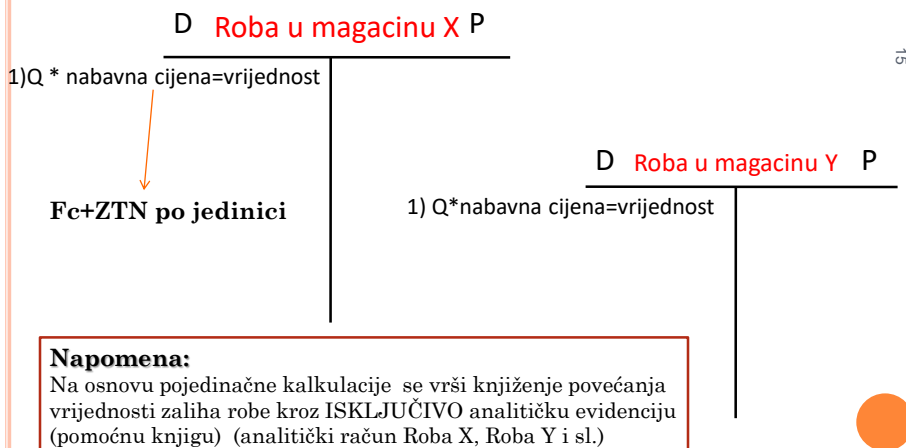 D Roba u magacinu X P
15
1)Q * nabavna cijena=vrijednost
D Roba u magacinu Y P
Fc+ZTN po jedinici
1) Q*nabavna cijena=vrijednost
Napomena:
Na osnovu pojedinačne kalkulacije se vrši knjiženje povećanja
vrijednosti zaliha robe kroz ISKLJUČIVO analitičku evidenciju
(pomoćnu knjigu) (analitički račun Roba X, Roba Y i sl.)